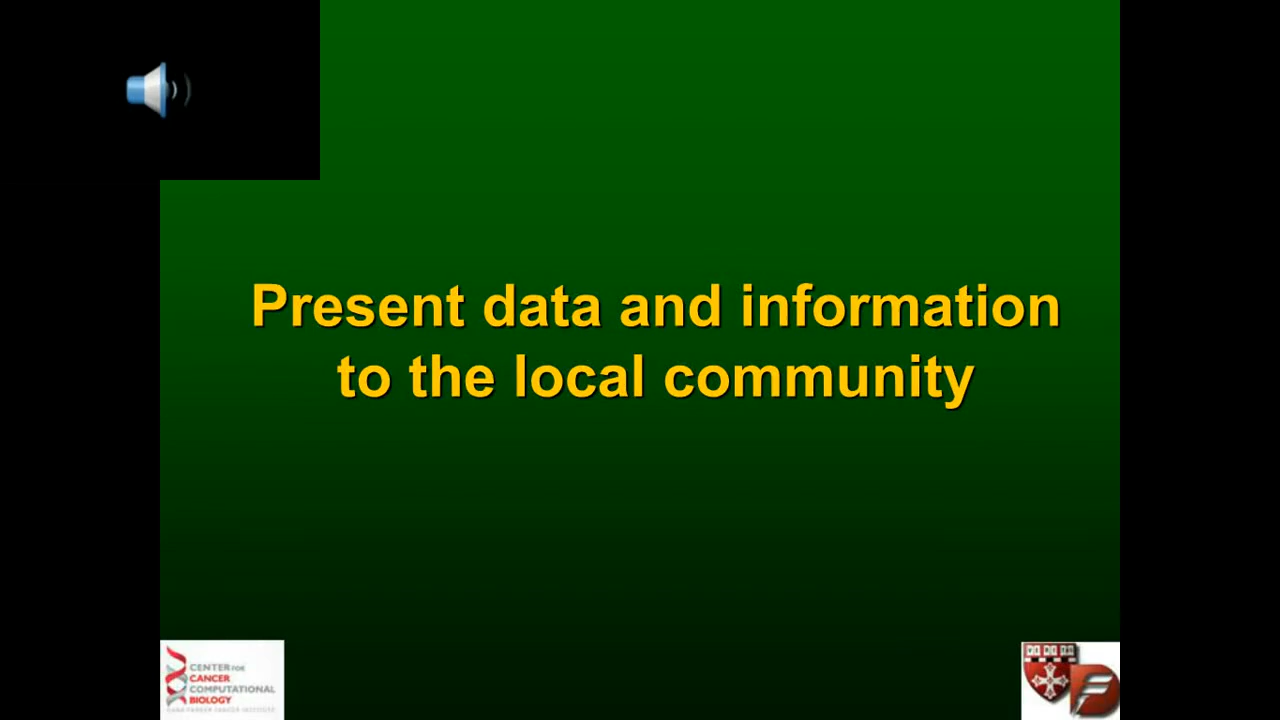 Present data and information
to the local community
CENTER FOR
CANCER
COMPUTATIONAL
BIOLOGY